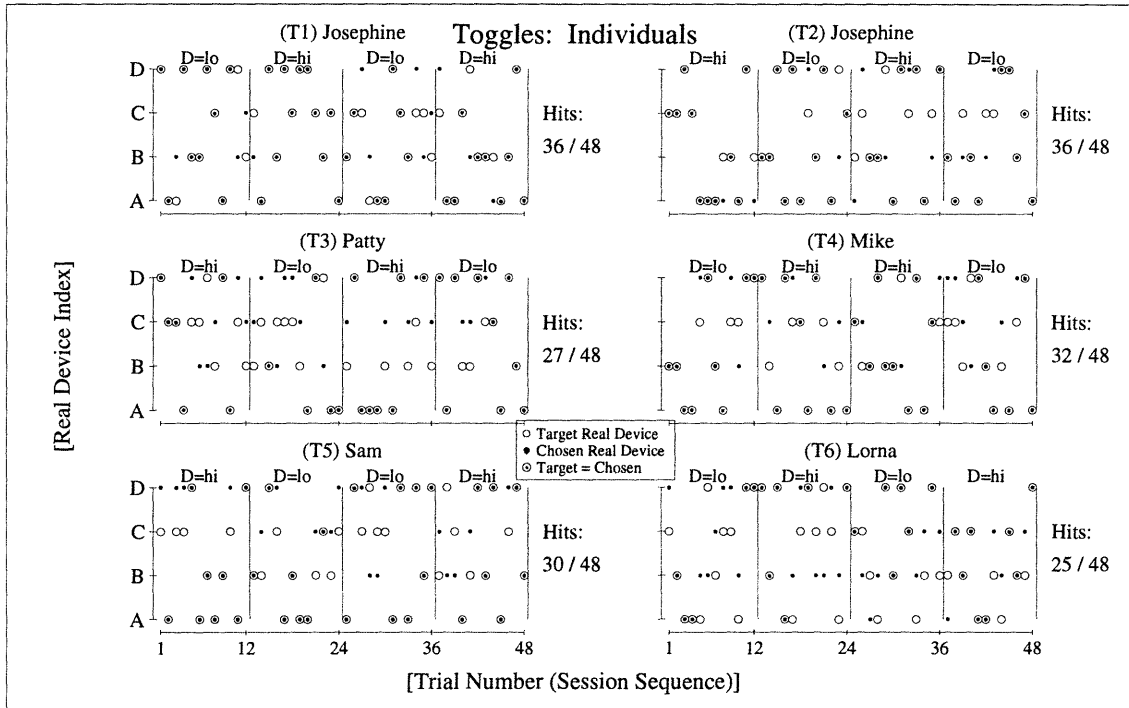 Toggles: Individuals
(T1) Josephine
D=lo D=hi D=lo D=hi
D
C
B
A
Hits:
36 / 48
(T2) Josephine
D=hi D=lo D=hi D=lo
Hits:
36 / 48
[Real Device Index]
(T3) Patty
D=hi D=lo D=hi D=lo
D
C
B
A
Hits:
27 / 48
(T4) Mike
D=lo D=hi D=hi D=lo
Hits:
32 / 48
○ Target Real Device
• Chosen Real Device
⊙ Target = Chosen
(T5) Sam
D=hi D=lo D=lo D=hi
D
C
B
A
1 12 24 36 48
Hits:
30 / 48
(T6) Lorna
D=lo D=hi D=lo D=hi
1 12 24 36 48
Hits:
25 / 48
[Trial Number (Session Sequence)]